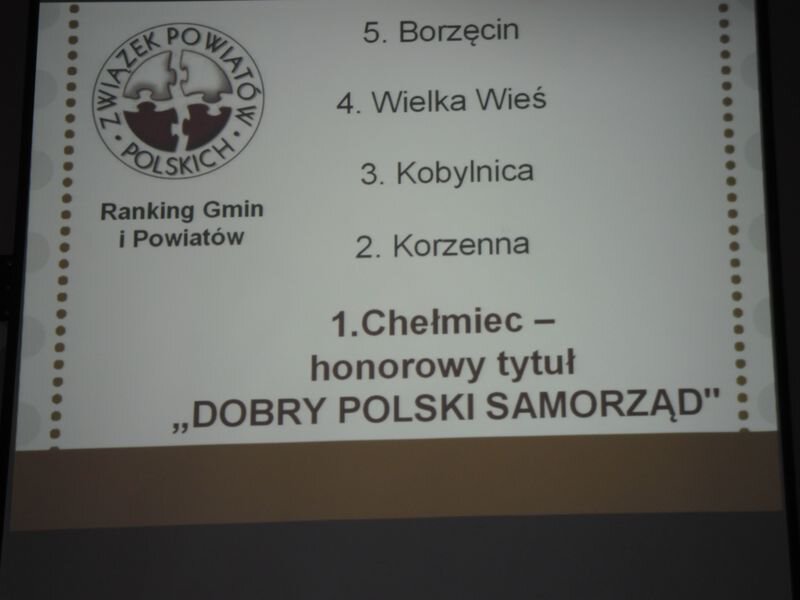 ZWIĄZEK POWIATÓW
POLSKICH
Ranking Gmin
i Powiatów
5. Borzęcin
4. Wielka Wieś
3. Kobylnica
2. Korzenna
1.Chełmiec –
honorowy tytuł
„DOBRY POLSKI SAMORZĄD"